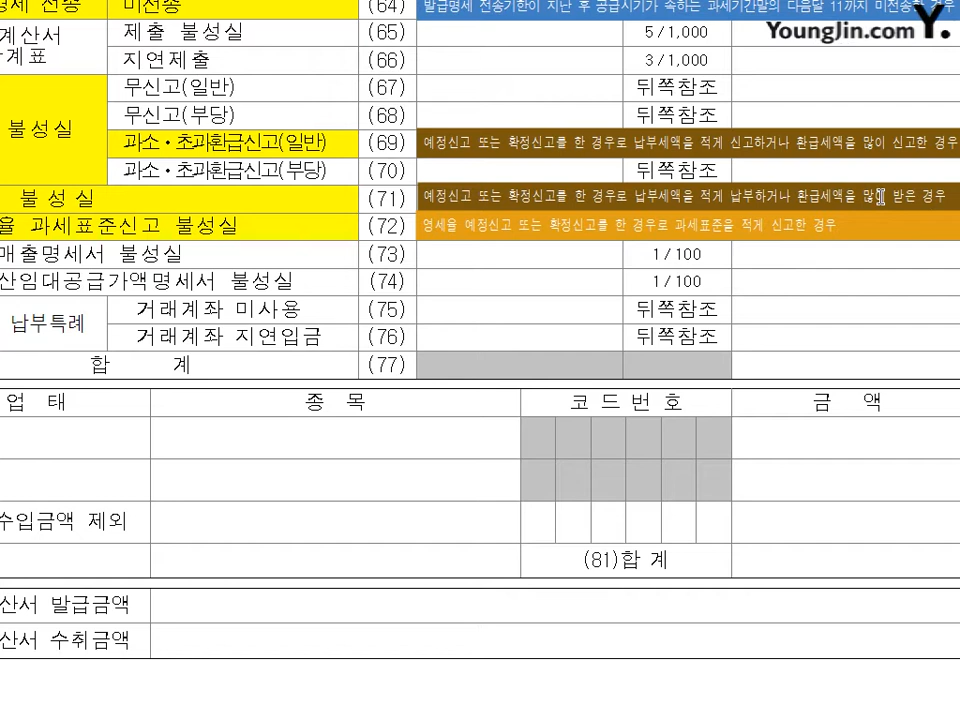 명세 전송 미전송 (64) 발급명세 전송기한이 지난 후 공급시기가 속하는 과세기간말의 다음달 11까지 미전송한 경우
YoungJin.com Y.
계산서 제출 불성실 (65) 5/1,000
계표 지연제출 (66) 3/1,000
무신고(일반) (67) 뒤쪽참조
불성실 무신고(부당) (68) 뒤쪽참조
과소·초과환급신고(일반) (69) 예정신고 또는 확정신고를 한 경우로 납부세액을 적게 신고하거나 환급세액을 많이 신고한 경우
과소·초과환급신고(부당) (70) 뒤쪽참조
불성실 (71) 예정신고 또는 확정신고를 한 경우로 납부세액을 적게 납부하거나 환급세액을 많이 받은 경우
율 과세표준신고 불성실 (72) 영세율 예정신고 또는 확정신고를 한 경우로 과세표준을 적게 신고한 경우
매출명세서 불성실 (73) 1/100
산임대공급가액명세서 불성실 (74) 1/100
납부특례 거래계좌 미사용 (75) 뒤쪽참조
거래계좌 지연입금 (76) 뒤쪽참조
합 계 (77)
업 태 종 목 코드번호 금 액
수입금액 제외
(81)합 계
산서 발급금액
산서 수취금액